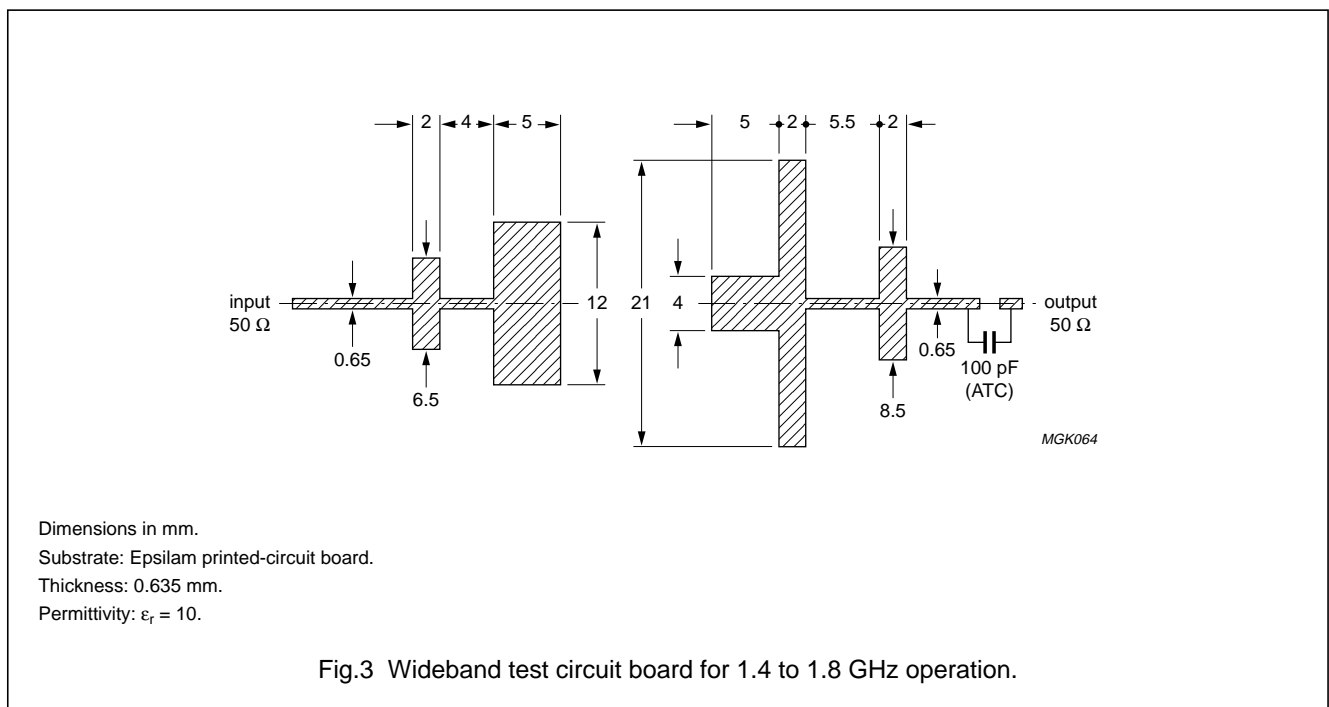 2 4 5
5 2 5.5 2
input
50 Ω
0.65
6.5
12
21
4
0.65
8.5
100 pF
(ATC)
output
50 Ω
MGK064
Dimensions in mm.
Substrate: Epsilam printed-circuit board.
Thickness: 0.635 mm.
Permittivity: εr = 10.
Fig.3 Wideband test circuit board for 1.4 to 1.8 GHz operation.